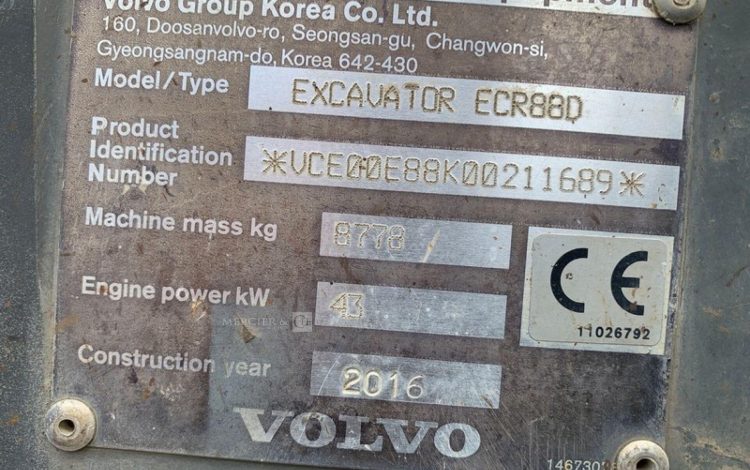 Volvo Group Korea Co. Ltd.
160, Doosanvolvo-ro, Seongsan-gu, Changwon-si,
Gyeongsangnam-do, Korea 642-430
Model/Type EXCAVATOR ECR88D
Product
Identification
Number *VCE00E88K00211689*
Machine mass kg 8778
CE
11026792
Engine power kW 43
MERCIER &
Construction year 2016
VOLVO